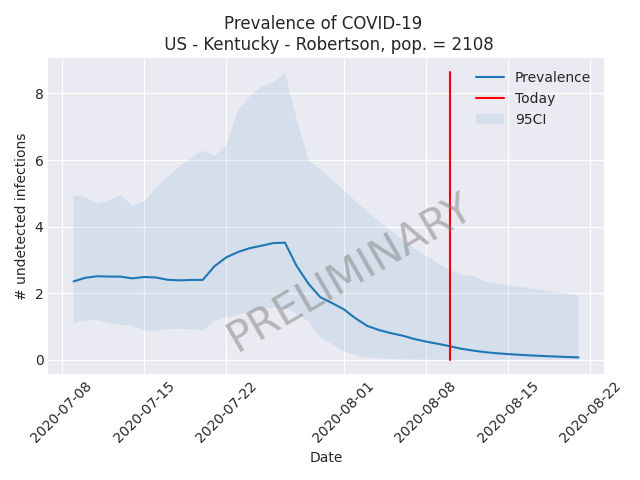 Prevalence of COVID-19
US - Kentucky - Robertson, pop. = 2108
Prevalence
Today
95CI
PRELIMINARY
# undetected infections
8
6
4
2
0
2020-07-08
2020-07-15
2020-07-22
2020-08-01
2020-08-08
2020-08-15
2020-08-22
Date